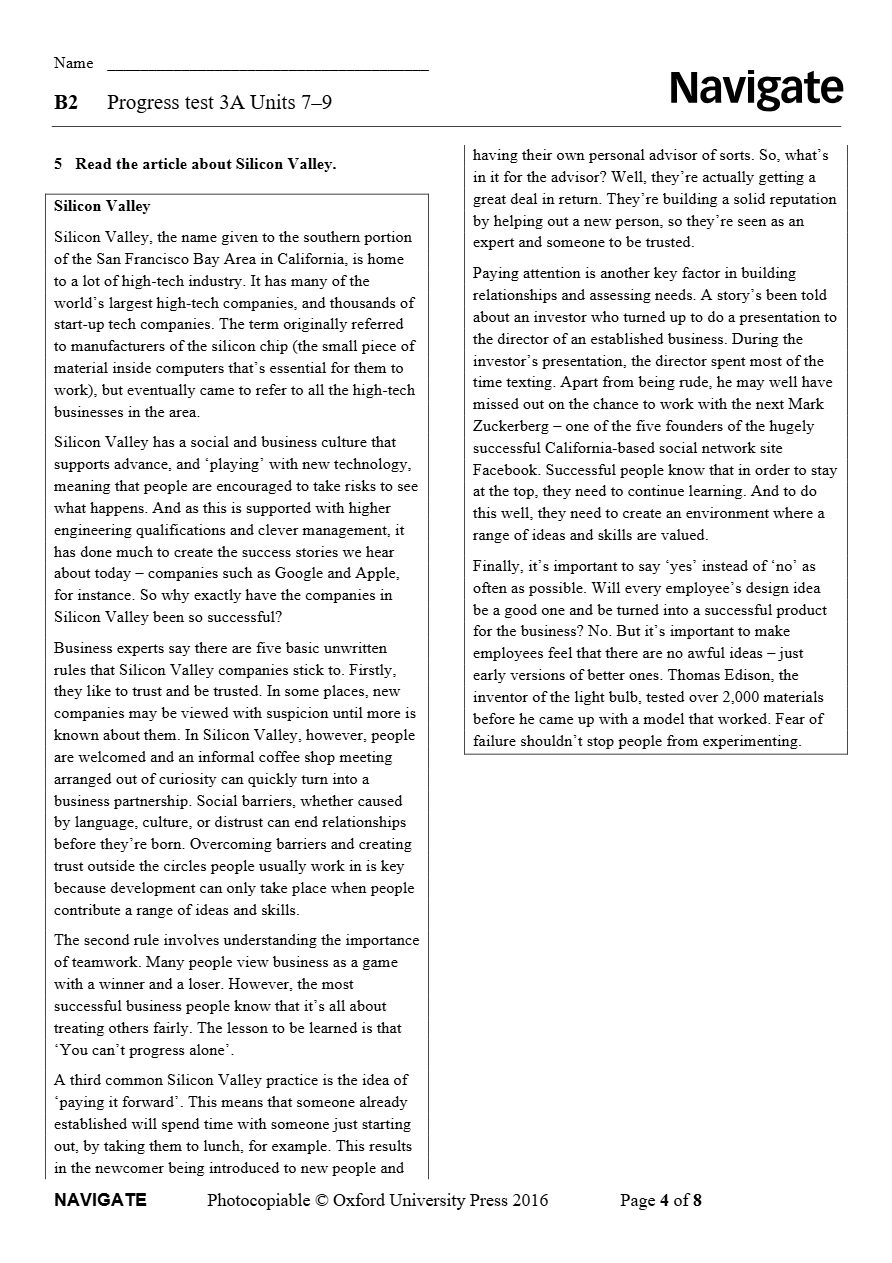 Name ________________________________________
Navigate
B2 Progress test 3A Units 7–9
5 Read the article about Silicon Valley.
Silicon Valley
Silicon Valley, the name given to the southern portion
of the San Francisco Bay Area in California, is home
to a lot of high-tech industry. It has many of the
world’s largest high-tech companies, and thousands of
start-up tech companies. The term originally referred
to manufacturers of the silicon chip (the small piece of
material inside computers that’s essential for them to
work), but eventually came to refer to all the high-tech
businesses in the area.
Silicon Valley has a social and business culture that
supports advance, and ‘playing’ with new technology,
meaning that people are encouraged to take risks to see
what happens. And as this is supported with higher
engineering qualifications and clever management, it
has done much to create the success stories we hear
about today – companies such as Google and Apple,
for instance. So why exactly have the companies in
Silicon Valley been so successful?
Business experts say there are five basic unwritten
rules that Silicon Valley companies stick to. Firstly,
they like to trust and be trusted. In some places, new
companies may be viewed with suspicion until more is
known about them. In Silicon Valley, however, people
are welcomed and an informal coffee shop meeting
arranged out of curiosity can quickly turn into a
business partnership. Social barriers, whether caused
by language, culture, or distrust can end relationships
before they’re born. Overcoming barriers and creating
trust outside the circles people usually work in is key
because development can only take place when people
contribute a range of ideas and skills.
The second rule involves understanding the importance
of teamwork. Many people view business as a game
with a winner and a loser. However, the most
successful business people know that it’s all about
treating others fairly. The lesson to be learned is that
‘You can’t progress alone’.
A third common Silicon Valley practice is the idea of
‘paying it forward’. This means that someone already
established will spend time with someone just starting
out, by taking them to lunch, for example. This results
in the newcomer being introduced to new people and
having their own personal advisor of sorts. So, what’s
in it for the advisor? Well, they’re actually getting a
great deal in return. They’re building a solid reputation
by helping out a new person, so they’re seen as an
expert and someone to be trusted.
Paying attention is another key factor in building
relationships and assessing needs. A story’s been told
about an investor who turned up to do a presentation to
the director of an established business. During the
investor’s presentation, the director spent most of the
time texting. Apart from being rude, he may well have
missed out on the chance to work with the next Mark
Zuckerberg – one of the five founders of the hugely
successful California-based social network site
Facebook. Successful people know that in order to stay
at the top, they need to continue learning. And to do
this well, they need to create an environment where a
range of ideas and skills are valued.
Finally, it’s important to say ‘yes’ instead of ‘no’ as
often as possible. Will every employee’s design idea
be a good one and be turned into a successful product
for the business? No. But it’s important to make
employees feel that there are no awful ideas – just
early versions of better ones. Thomas Edison, the
inventor of the light bulb, tested over 2,000 materials
before he came up with a model that worked. Fear of
failure shouldn’t stop people from experimenting.
NAVIGATE Photocopiable © Oxford University Press 2016 Page 4 of 8